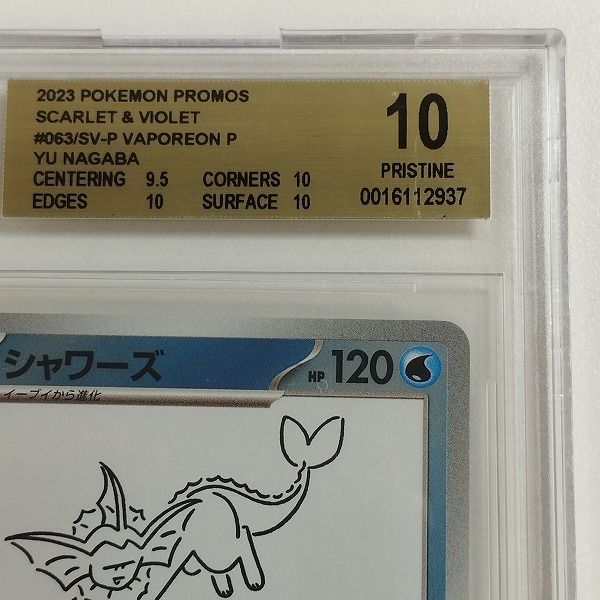 2023 POKEMON PROMOS
SCARLET & VIOLET
#063/SV-P VAPOREON P
YU NAGABA
CENTERING 9.5 CORNERS 10
EDGES 10 SURFACE 10
10
PRISTINE
0016112937
シャワーズ HP 120
イーブイから進化